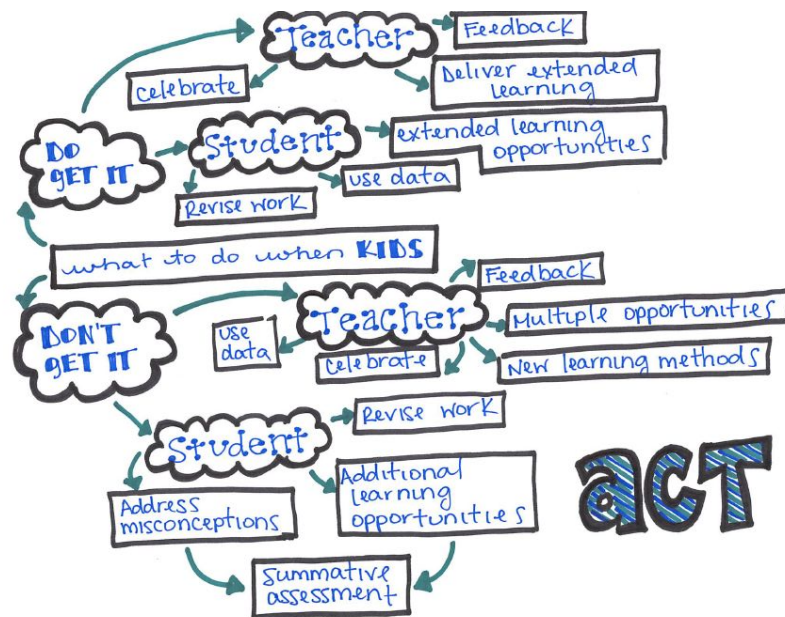 Teacher
Feedback
celebrate
Deliver extended
learning
DO
GET IT
Student
extended learning
opportunities
use data
Revise work
what to do when KIDS
Feedback
DON'T
GET IT
Teacher
Multiple opportunities
use
data
celebrate
New learning methods
Revise work
Student
Address
misconceptions
Additional
learning
opportunities
summative
assessment
act